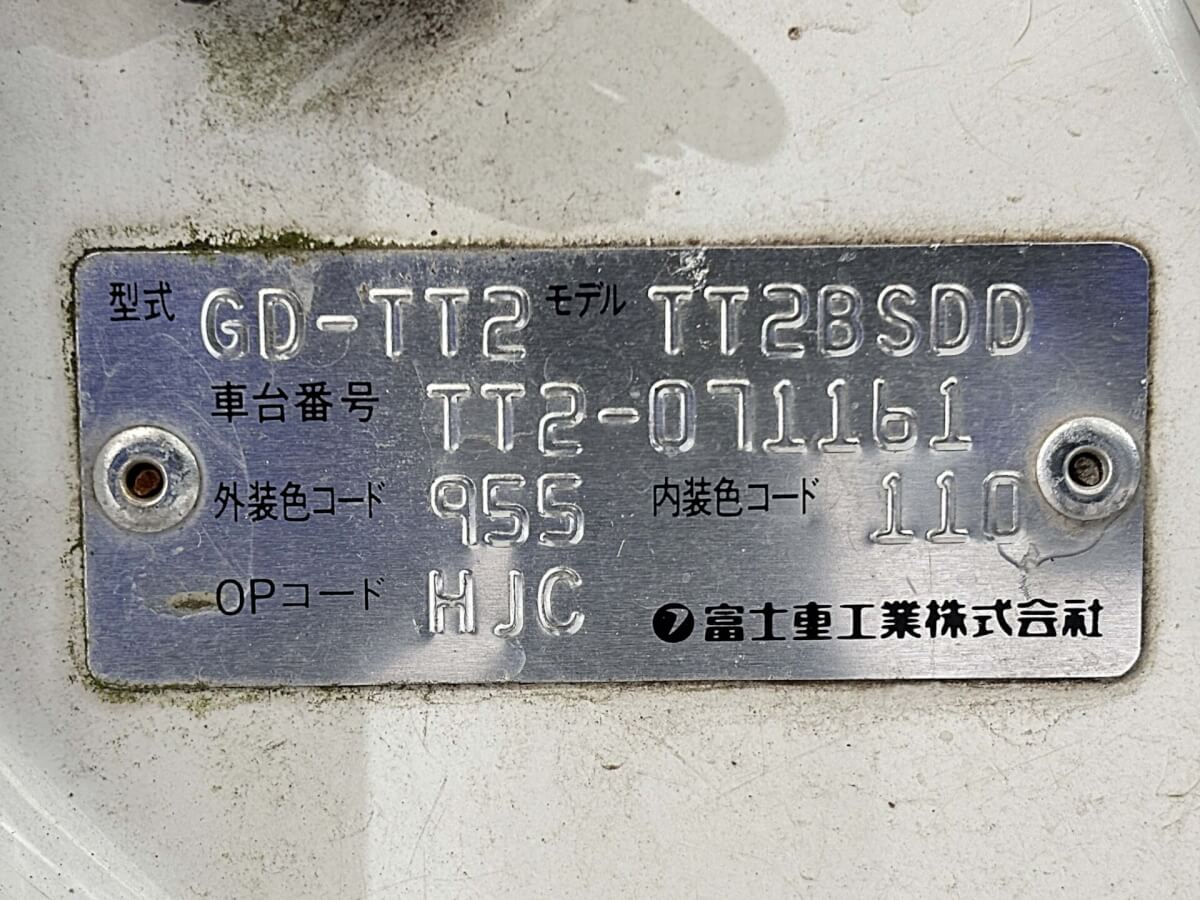 型式 GD-TT2 モデル TT2BSDD
車台番号 TT2-071161
外装色コード 955 内装色コード 110
OPコード HJC
富士重工業株式会社